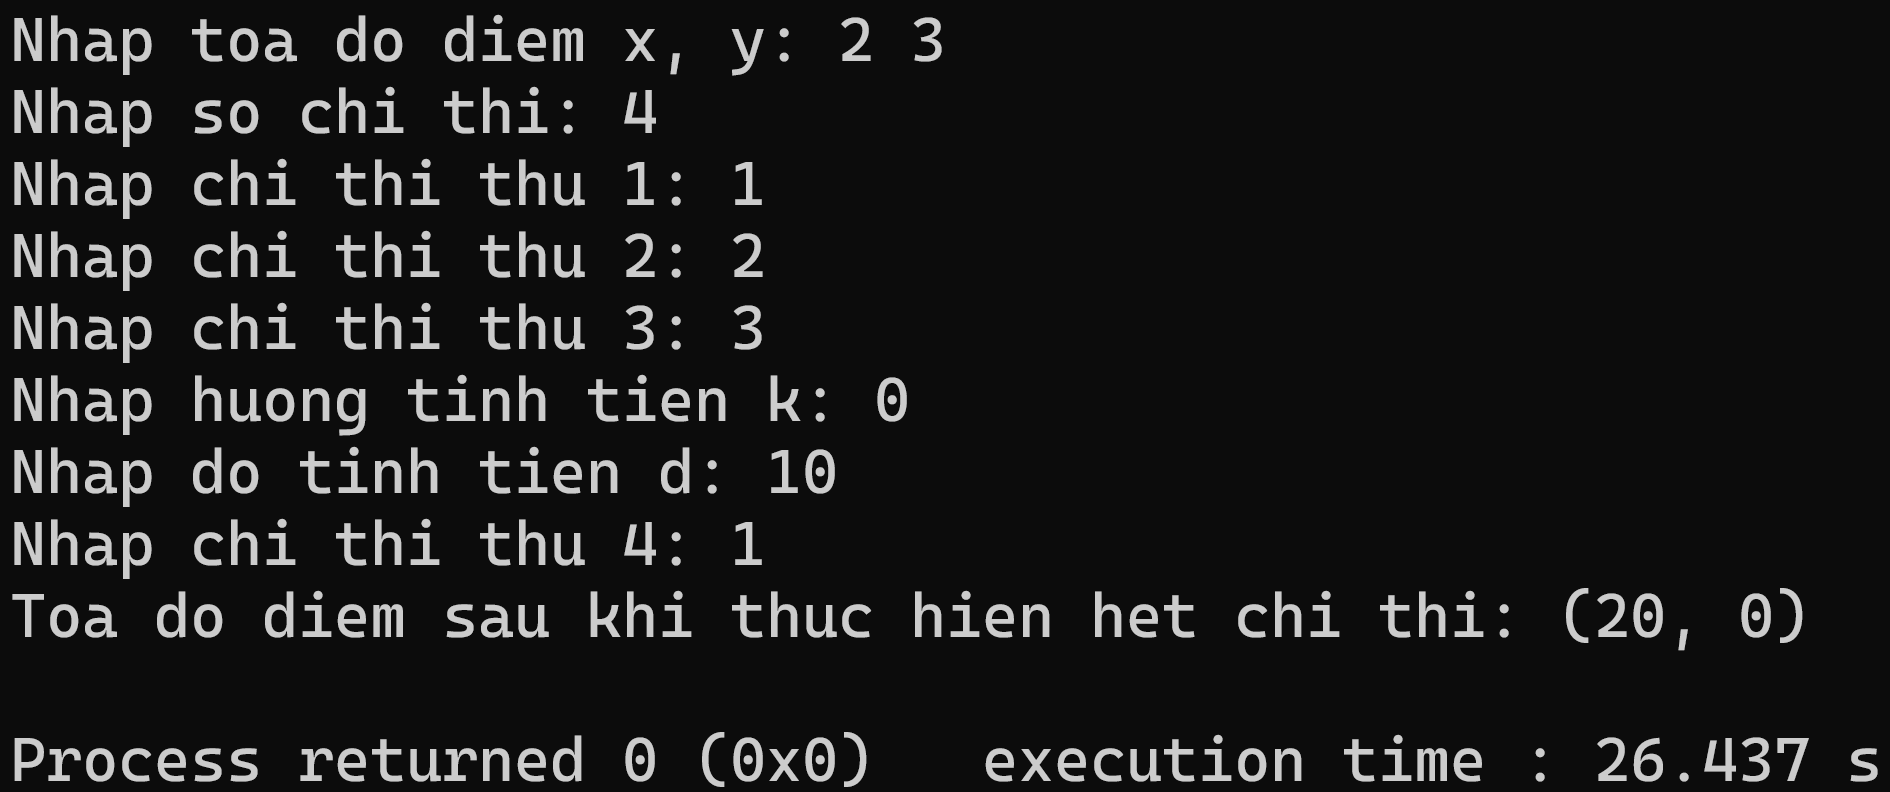 Nhap toa do diem x, y: 2 3
Nhap so chi thi: 4
Nhap chi thi thu 1: 1
Nhap chi thi thu 2: 2
Nhap chi thi thu 3: 3
Nhap huong tinh tien k: 0
Nhap do tinh tien d: 10
Nhap chi thi thu 4: 1
Toa do diem sau khi thuc hien het chi thi: (20, 0)
Process returned 0 (0x0)   execution time : 26.437 s